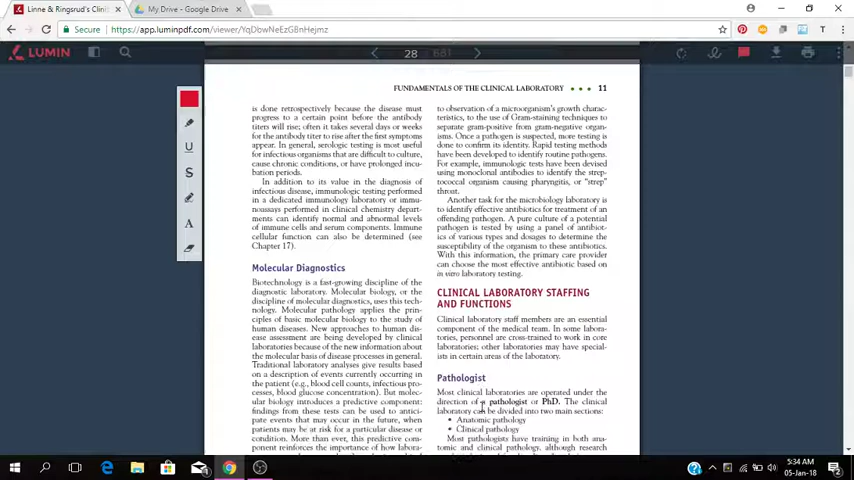 Linne & Ringsrud's Clini
My Drive - Google Drive
Secure
https://app.luminpdf.com/viewer/YqDowNeEzGBnHejmz
LUMIN
28
681
FUNDAMENTALS OF THE CLINICAL LABORATORY ● ● ● 11
is done retrospectively because the disease must
progress to a certain point before the antibody
titers will rise; often it takes several days or weeks
for the antibody titer to rise after the first symptoms
appear. In general, serologic testing is most useful
for infectious organisms that are difficult to culture,
cause chronic conditions, or have prolonged incu-
bation periods.
In addition to its value in the diagnosis of
infectious disease, immunologic testing performed
in a dedicated immunology laboratory or immu-
noassays performed in clinical chemistry depart-
ments can identify normal and abnormal levels
of immune cells and serum components. Immune
cellular function can also be determined (see
Chapter 17).
Molecular Diagnostics
Biotechnology is a fast-growing discipline of the
diagnostic laboratory. Molecular biology, or the
discipline of molecular diagnostics, uses this tech-
nology. Molecular pathology applies the prin-
ciples of basic molecular biology to the study of
human diseases. New approaches to human dis-
ease assessment are being developed by clinical
laboratories because of the new information about
the molecular basis of disease processes in general.
Traditional laboratory analyses give results based
on a description of events currently occurring in
the patient (e.g., blood cell counts, infectious pro-
cesses, blood glucose concentration). But molec-
ular biology introduces a predictive component:
findings from these tests can be used to antici-
pate events that may occur in the future, when
patients may be at risk for a particular disease or
condition. More than ever, this predictive com-
ponent reinforces the importance of how labora-
to observation of a microorganism's growth charac-
teristics, to the use of Gram-staining techniques to
separate gram-positive from gram-negative organ-
isms. Once a pathogen is suspected, more testing is
done to confirm its identity. Rapid testing methods
have been developed to identify routine pathogens.
For example, immunologic tests have been devised
using monoclonal antibodies to identify the strep-
tococcal organism causing pharyngitis, or "strep"
throat.
Another task for the microbiology laboratory is
to identify effective antibiotics for treatment of an
offending pathogen. A pure culture of a potential
pathogen is tested by using a panel of antibiot-
ics of various types and dosages to determine the
susceptibility of the organism to these antibiotics.
With this information, the primary care provider
can choose the most effective antibiotic based on
in vitro laboratory testing.
CLINICAL LABORATORY STAFFING
AND FUNCTIONS
Clinical laboratory staff members are an essential
component of the medical team. In some labora-
tories, personnel are cross-trained to work in core
laboratories; other laboratories may have special-
ists in certain areas of the laboratory.
Pathologist
Most clinical laboratories are operated under the
direction of a pathologist or PhD. The clinical
laboratory can be divided into two main sections:
• Anatomic pathology
• Clinical pathology
Most pathologists have training in both ana-
tomic and clinical pathology, although research
U
S
A
5:34 AM
05-Jan-18